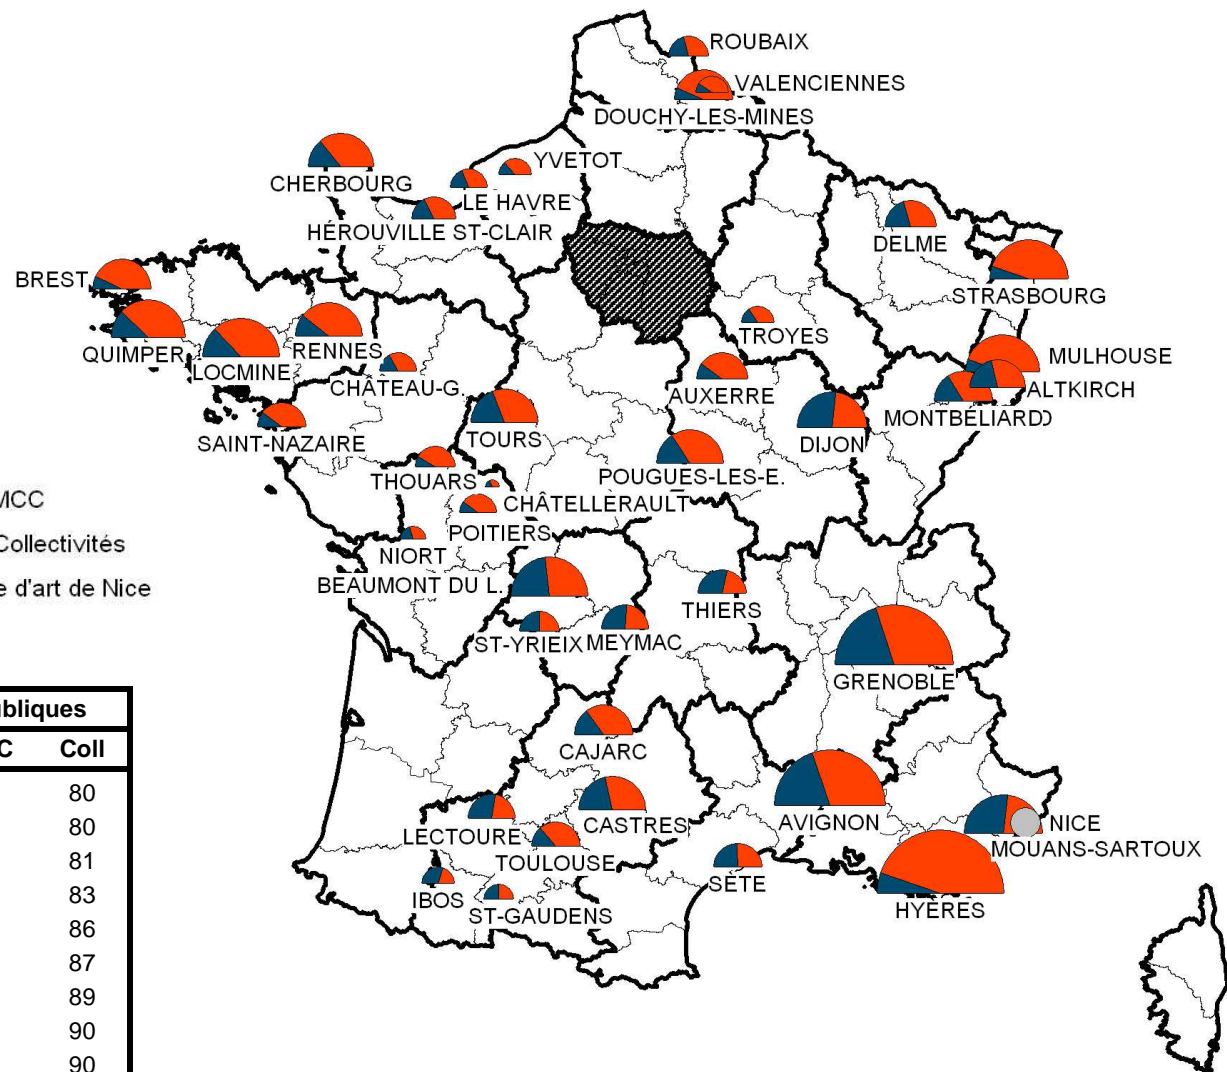 ROUBAIX
VALENCIENNES
DOUCHY-LES-MINES
YVETOT
CHERBOURG
LE HAVRE
HÉROUVILLE ST-CLAIR
DELME
BREST
STRASBOURG
TROYES
QUIMPER
RENNES
LOCMINE
MULHOUSE
CHÂTEAU-G.
AUXERRE
ALTKIRCH
MONTBÉLIARD
SAINT-NAZAIRE
TOURS
DIJON
THOUARS
POUGUES-LES-E.
CHÂTELLERAULT
MCC
POITIERS
Collectivités
NIORT
BEAUMONT DU L.
e d'art de Nice
THIERS
ST-YRIEIX
MEYMAC
GRENOBLE
bliques
C Coll
CAJARC
80
80
LECTOURE
CASTRES
AVIGNON
NICE
MOUANS-SARTOUX
81
TOULOUSE
SÈTE
83
IBOS
ST-GAUDENS
HYÈRES
86
87
89
90
90